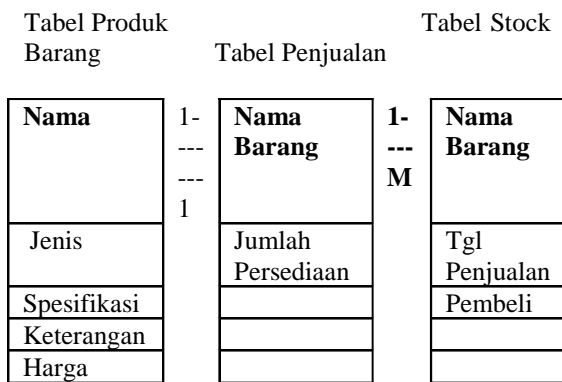 Tabel Produk
Barang
Tabel Penjualan
Tabel Stock
Nama
1-
---
---
1
Nama
Barang
1-
---
M
Nama
Barang
Jenis
Jumlah
Persediaan
Tgl
Penjualan
Spesifikasi
Pembeli
Keterangan
Harga